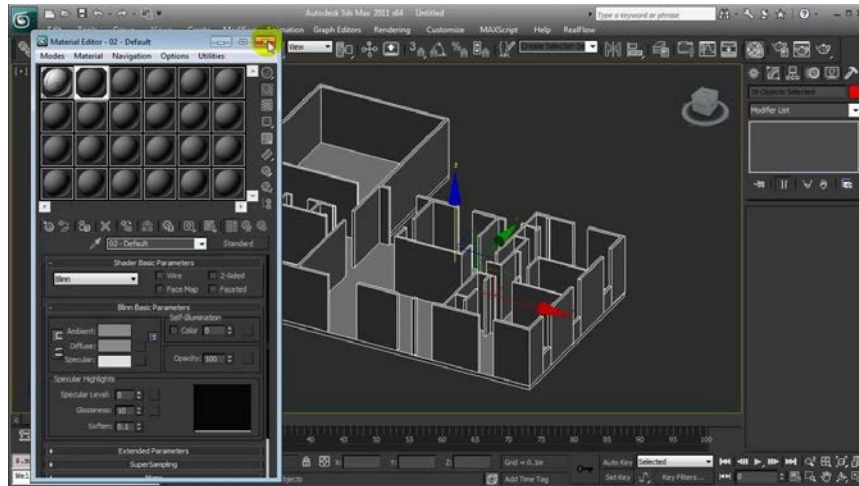 Autodesk 3ds Max 2011 x64 Untitled
Type a keyword or phrase
Animation Graph Editors Rendering Customize MAXScript Help RealFlow
Material Editor - 02 - Default
Modes Material Navigation Options Utilities
View
Modifier List
02 - Default
Standard
Shader Basic Parameters
Blinn
Wire
2-Sided
Face Map
Faceted
Blinn Basic Parameters
Self-Illumination
Ambient:
Color 0
Diffuse:
Specular:
Opacity: 100
Specular Highlights
Specular Level: 0
Glossiness: 10
Soften: 0.1
Extended Parameters
SuperSampling
40 45 50 55 60 65 70 75 80 85 90 95 100
X:
Y:
Z:
Grid = 0.1m
Auto Key
Selected
Add Time Tag
Set Key
Key Filters...
0